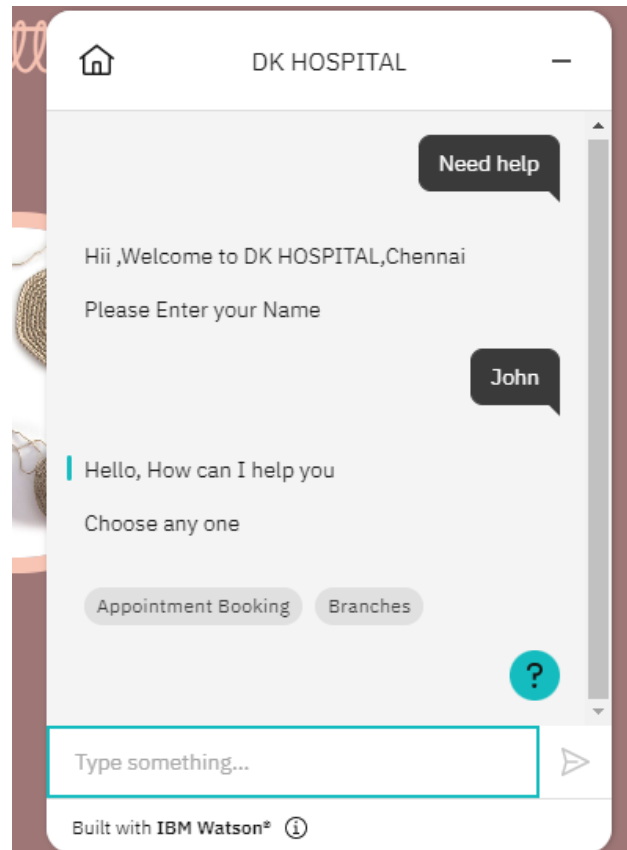 DK HOSPITAL
Need help
Hii ,Welcome to DK HOSPITAL,Chennai
Please Enter your Name
John
Hello, How can I help you
Choose any one
Appointment Booking Branches
?
Type something...
Built with IBM Watson®